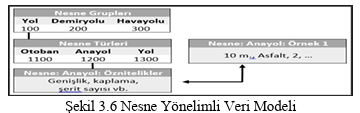 Nesne Grupları
Yol Demiryolu Havayolu
100 200 300
Nesne Türleri
Otoban Anayol Yol
1100 1200 1300
Nesne: Anayol: Öznitelikler
Genişlik, kaplama,
şerit sayısı vb.
Nesne: Anayol: Örnek 1
10 m, Asfalt, 2, ...
Şekil 3.6 Nesne Yönelimli Veri Modeli